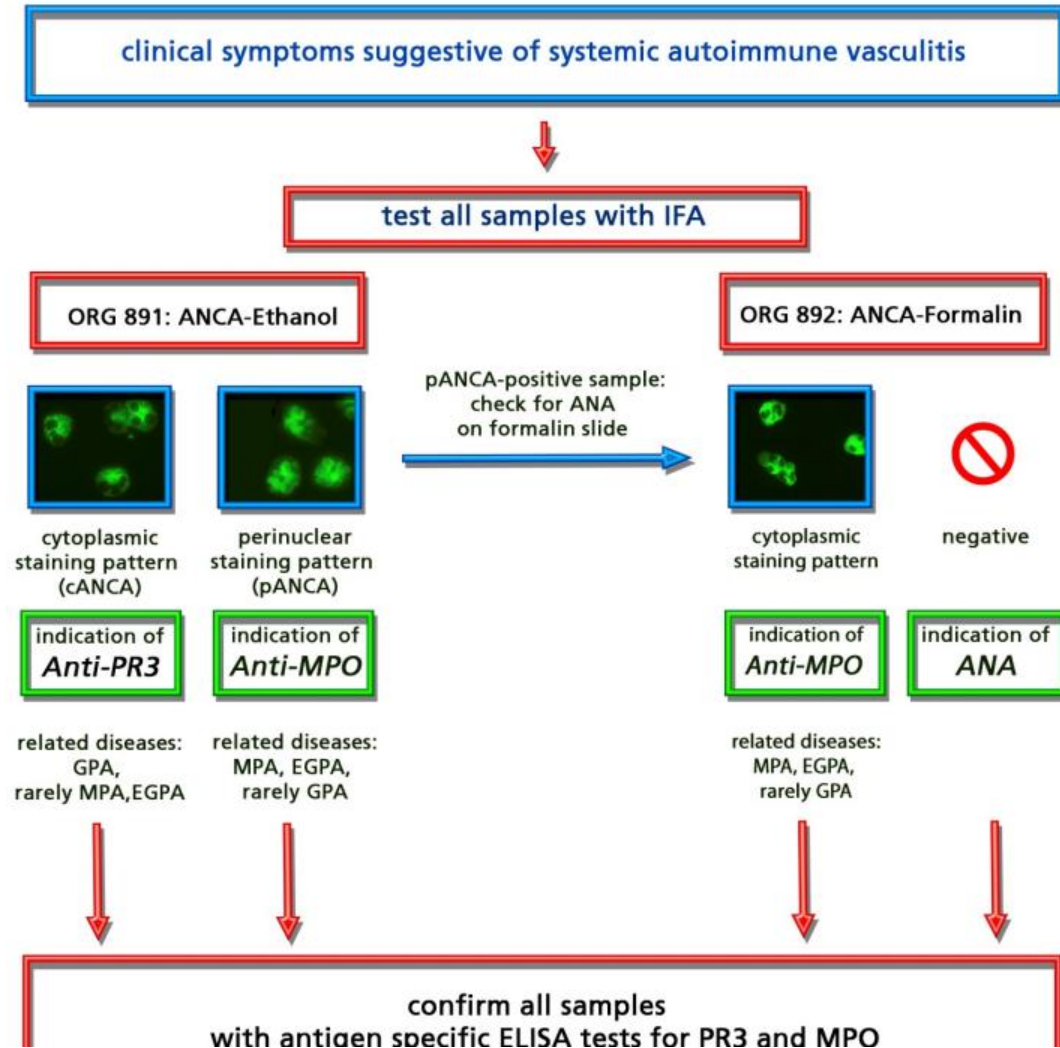 clinical symptoms suggestive of systemic autoimmune vasculitis
test all samples with IFA
ORG 891: ANCA-Ethanol
ORG 892: ANCA-Formalin
pANCA-positive sample:
check for ANA
on formalin slide
cytoplasmic
staining pattern
(cANCA)
perinuclear
staining pattern
(pANCA)
cytoplasmic
staining pattern
negative
indication of
Anti-PR3
indication of
Anti-MPO
indication of
Anti-MPO
indication of
ANA
related diseases:
GPA,
rarely MPA,EGPA
related diseases:
MPA, EGPA,
rarely GPA
related diseases:
MPA, EGPA,
rarely GPA
confirm all samples
with antigen specific ELISA tests for PR3 and MPO